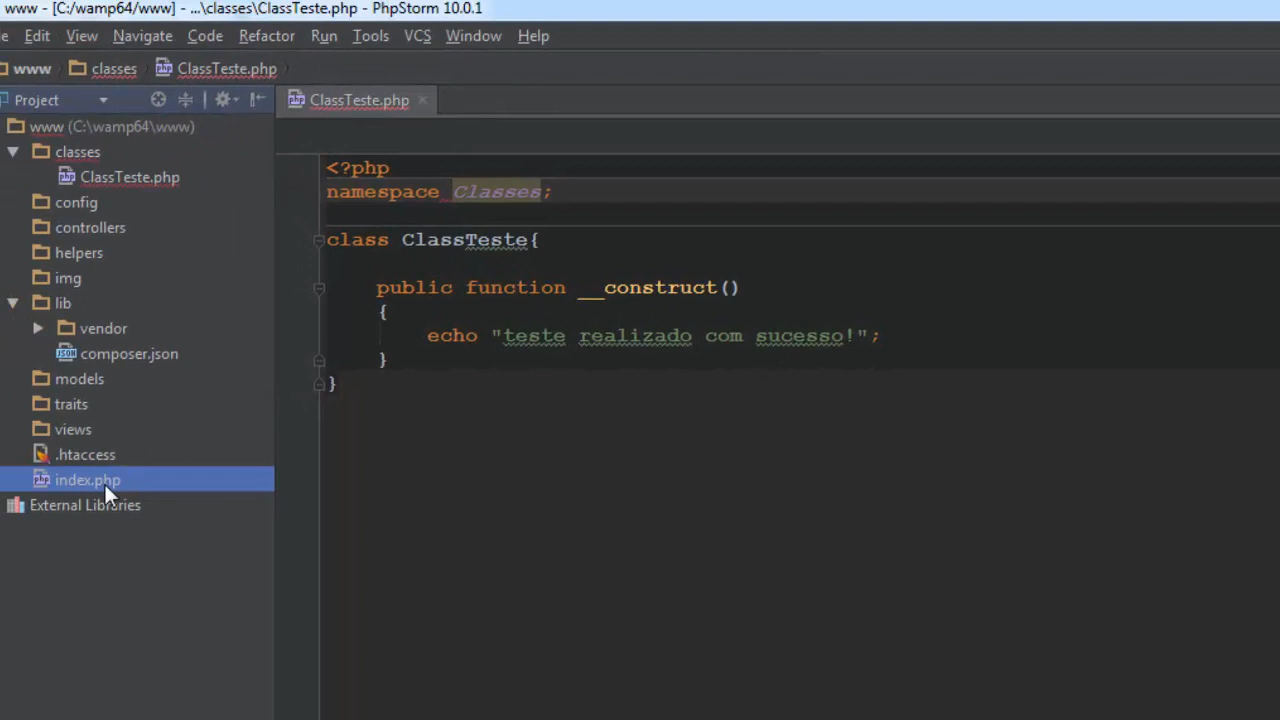 www - [C:/wamp64/www] - ...\classes\ClassTeste.php - PhpStorm 10.0.1
Edit View Navigate Code Refactor Run Tools VCS Window Help
www classes ClassTeste.php
Project
ClassTeste.php
www (C:\wamp64\www)
classes
ClassTeste.php
config
controllers
helpers
img
lib
vendor
composer.json
models
traits
views
.htaccess
index.php
External Libraries
<?php
namespace Classes;
class ClassTeste{
public function __construct()
{
echo "teste realizado com sucesso!";
}
}